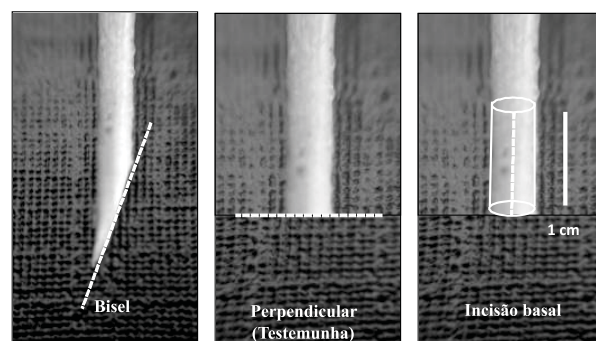 Bisel
Perpendicular
(Testemunha)
1 cm
Incisão basal